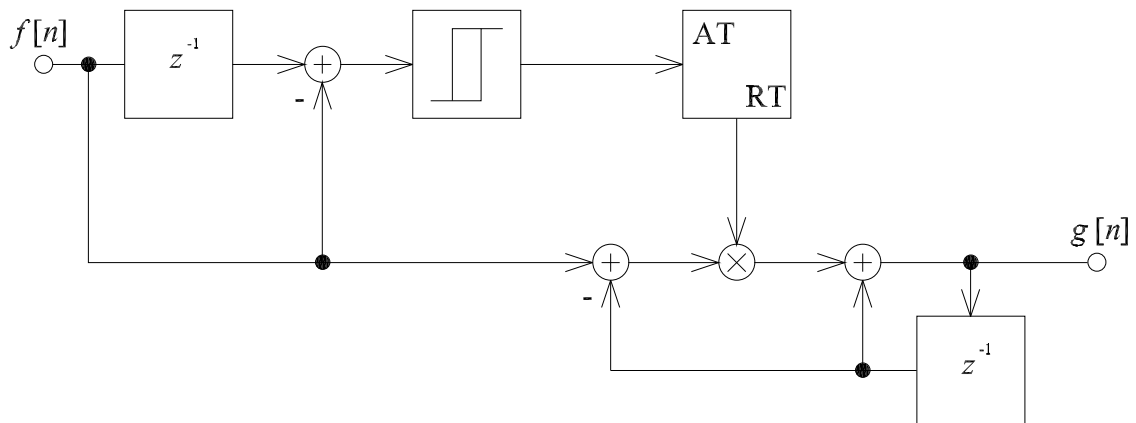 f[n]
z⁻¹
+
-
AT
RT
+
-
×
+
g[n]
z⁻¹